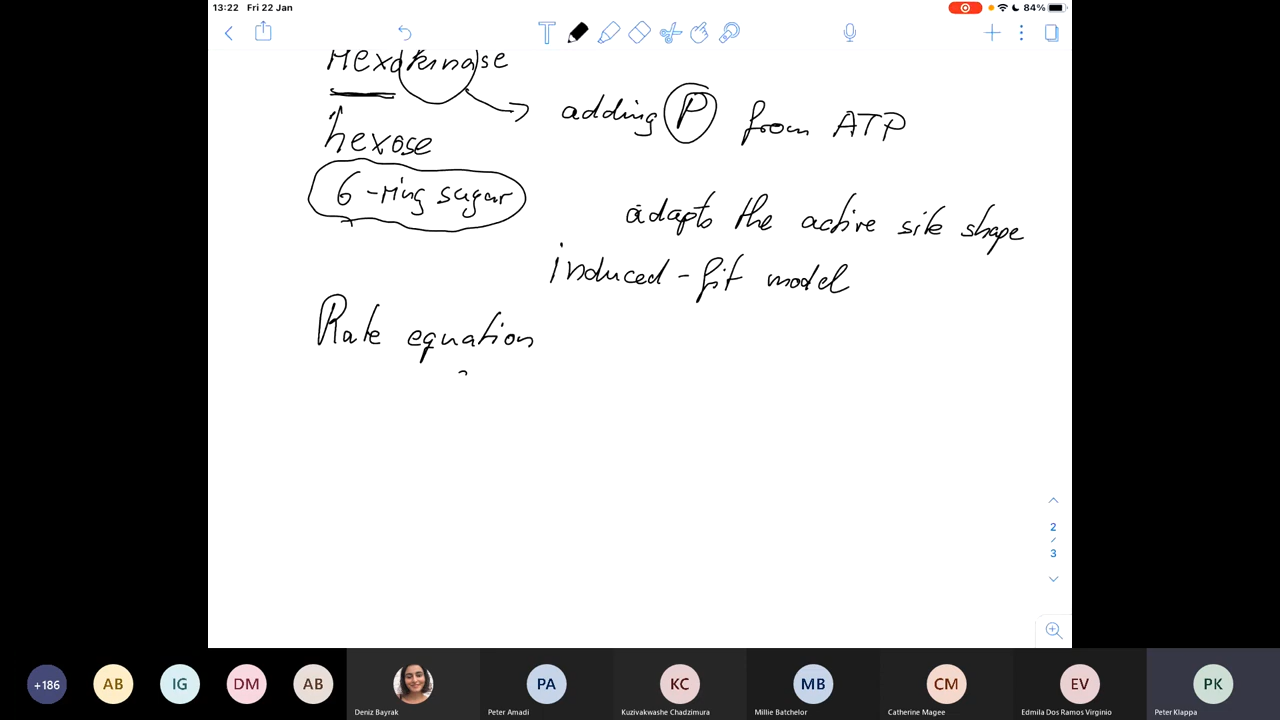 13:22 Fri 22 Jan
84%
T
Hexokinase
adding P from ATP
hexose
6-ring sugar
adapts the active site shape
induced-fit model
Rate equation
2
/
3
+186
AB
IG
DM
AB
PA
KC
MB
CM
EV
PK
Deniz Bayrak
Peter Amadi
Kuzivakwashe Chadzimura
Millie Batchelor
Catherine Magee
Edmila Dos Ramos Virginio
Peter Klappa